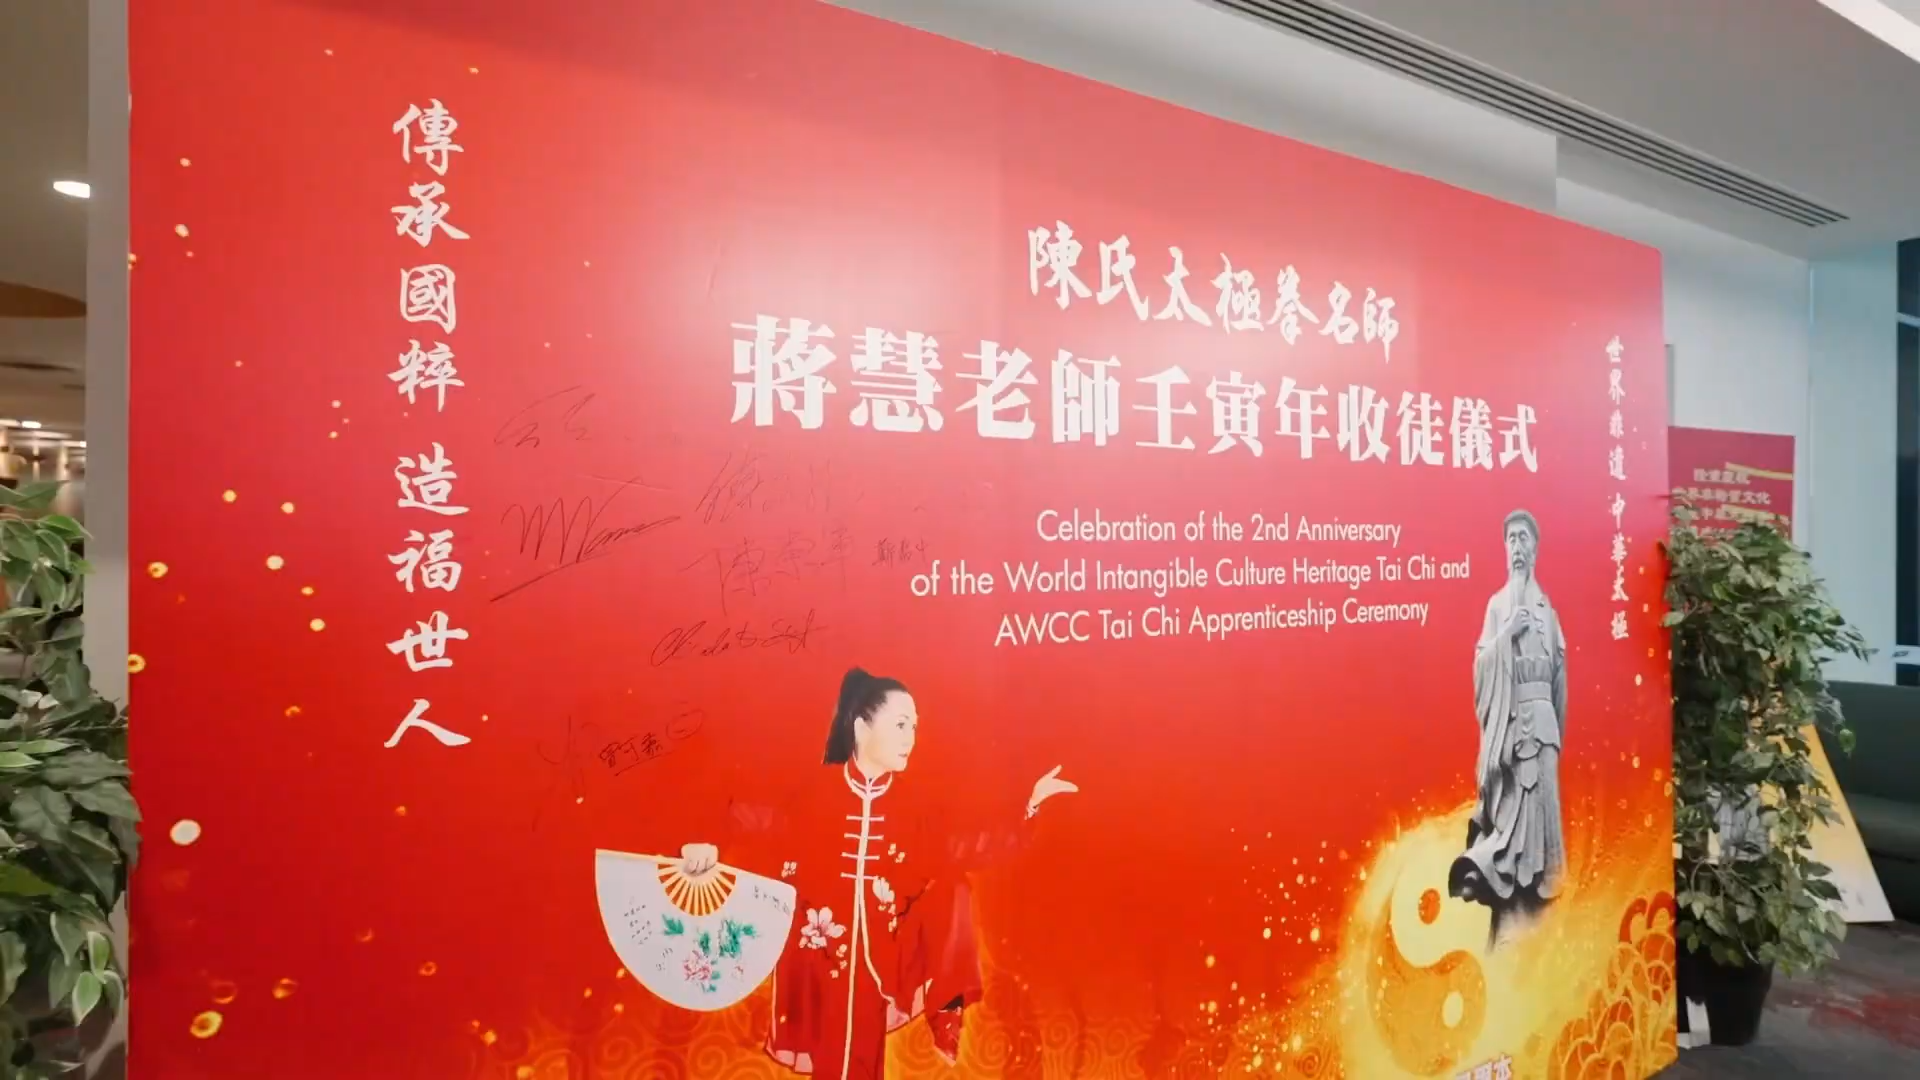 傳承國粹 造福世人
陳氏太極拳名師
蔣慧老師壬寅年收徒儀式
Celebration of the 2nd Anniversary
of the World Intangible Culture Heritage Tai Chi and
AWCC Tai Chi Apprenticeship Ceremony
世界非遺 中華太極